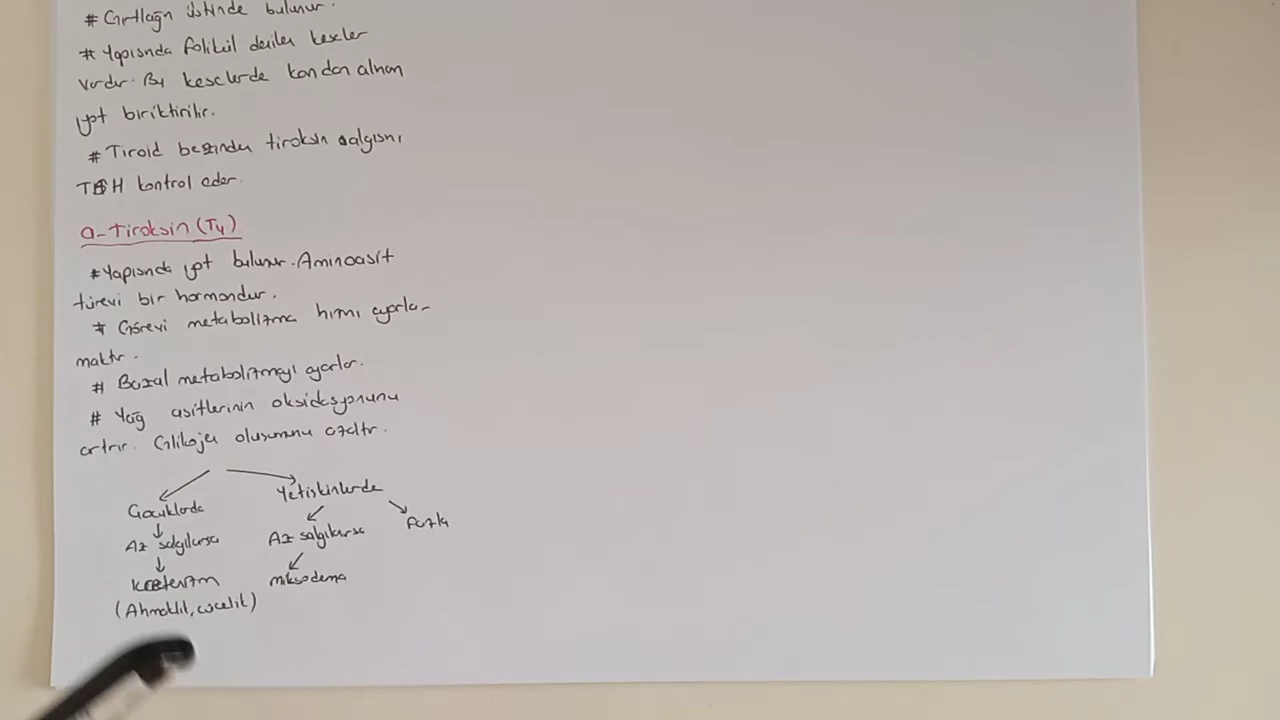 # Gırtlağın üstünde bulunur.
# Yapısında folikül denilen keseler
vardır. Bu keselerde kandan alınan
iyot biriktirilir.
# Tiroid bezinden tiroksin salgısını
TSH kontrol eder.
a- Tiroksin (T4)
# Yapısında iyot bulunur. Aminoasit
türevi bir hormondur.
# Görevi metabolizma hızını ayarla-
maktır.
# Bazal metabolizmayı ayarlar.
# Yağ asitlerinin oksidasyonunu
artırır. Glikojen oluşumunu azaltır.
Çocuklarda Yetişkinlerde
Az salgılanırsa Az salgılanırsa Fazla
miksodema
(Ahmaklık, cücelik)